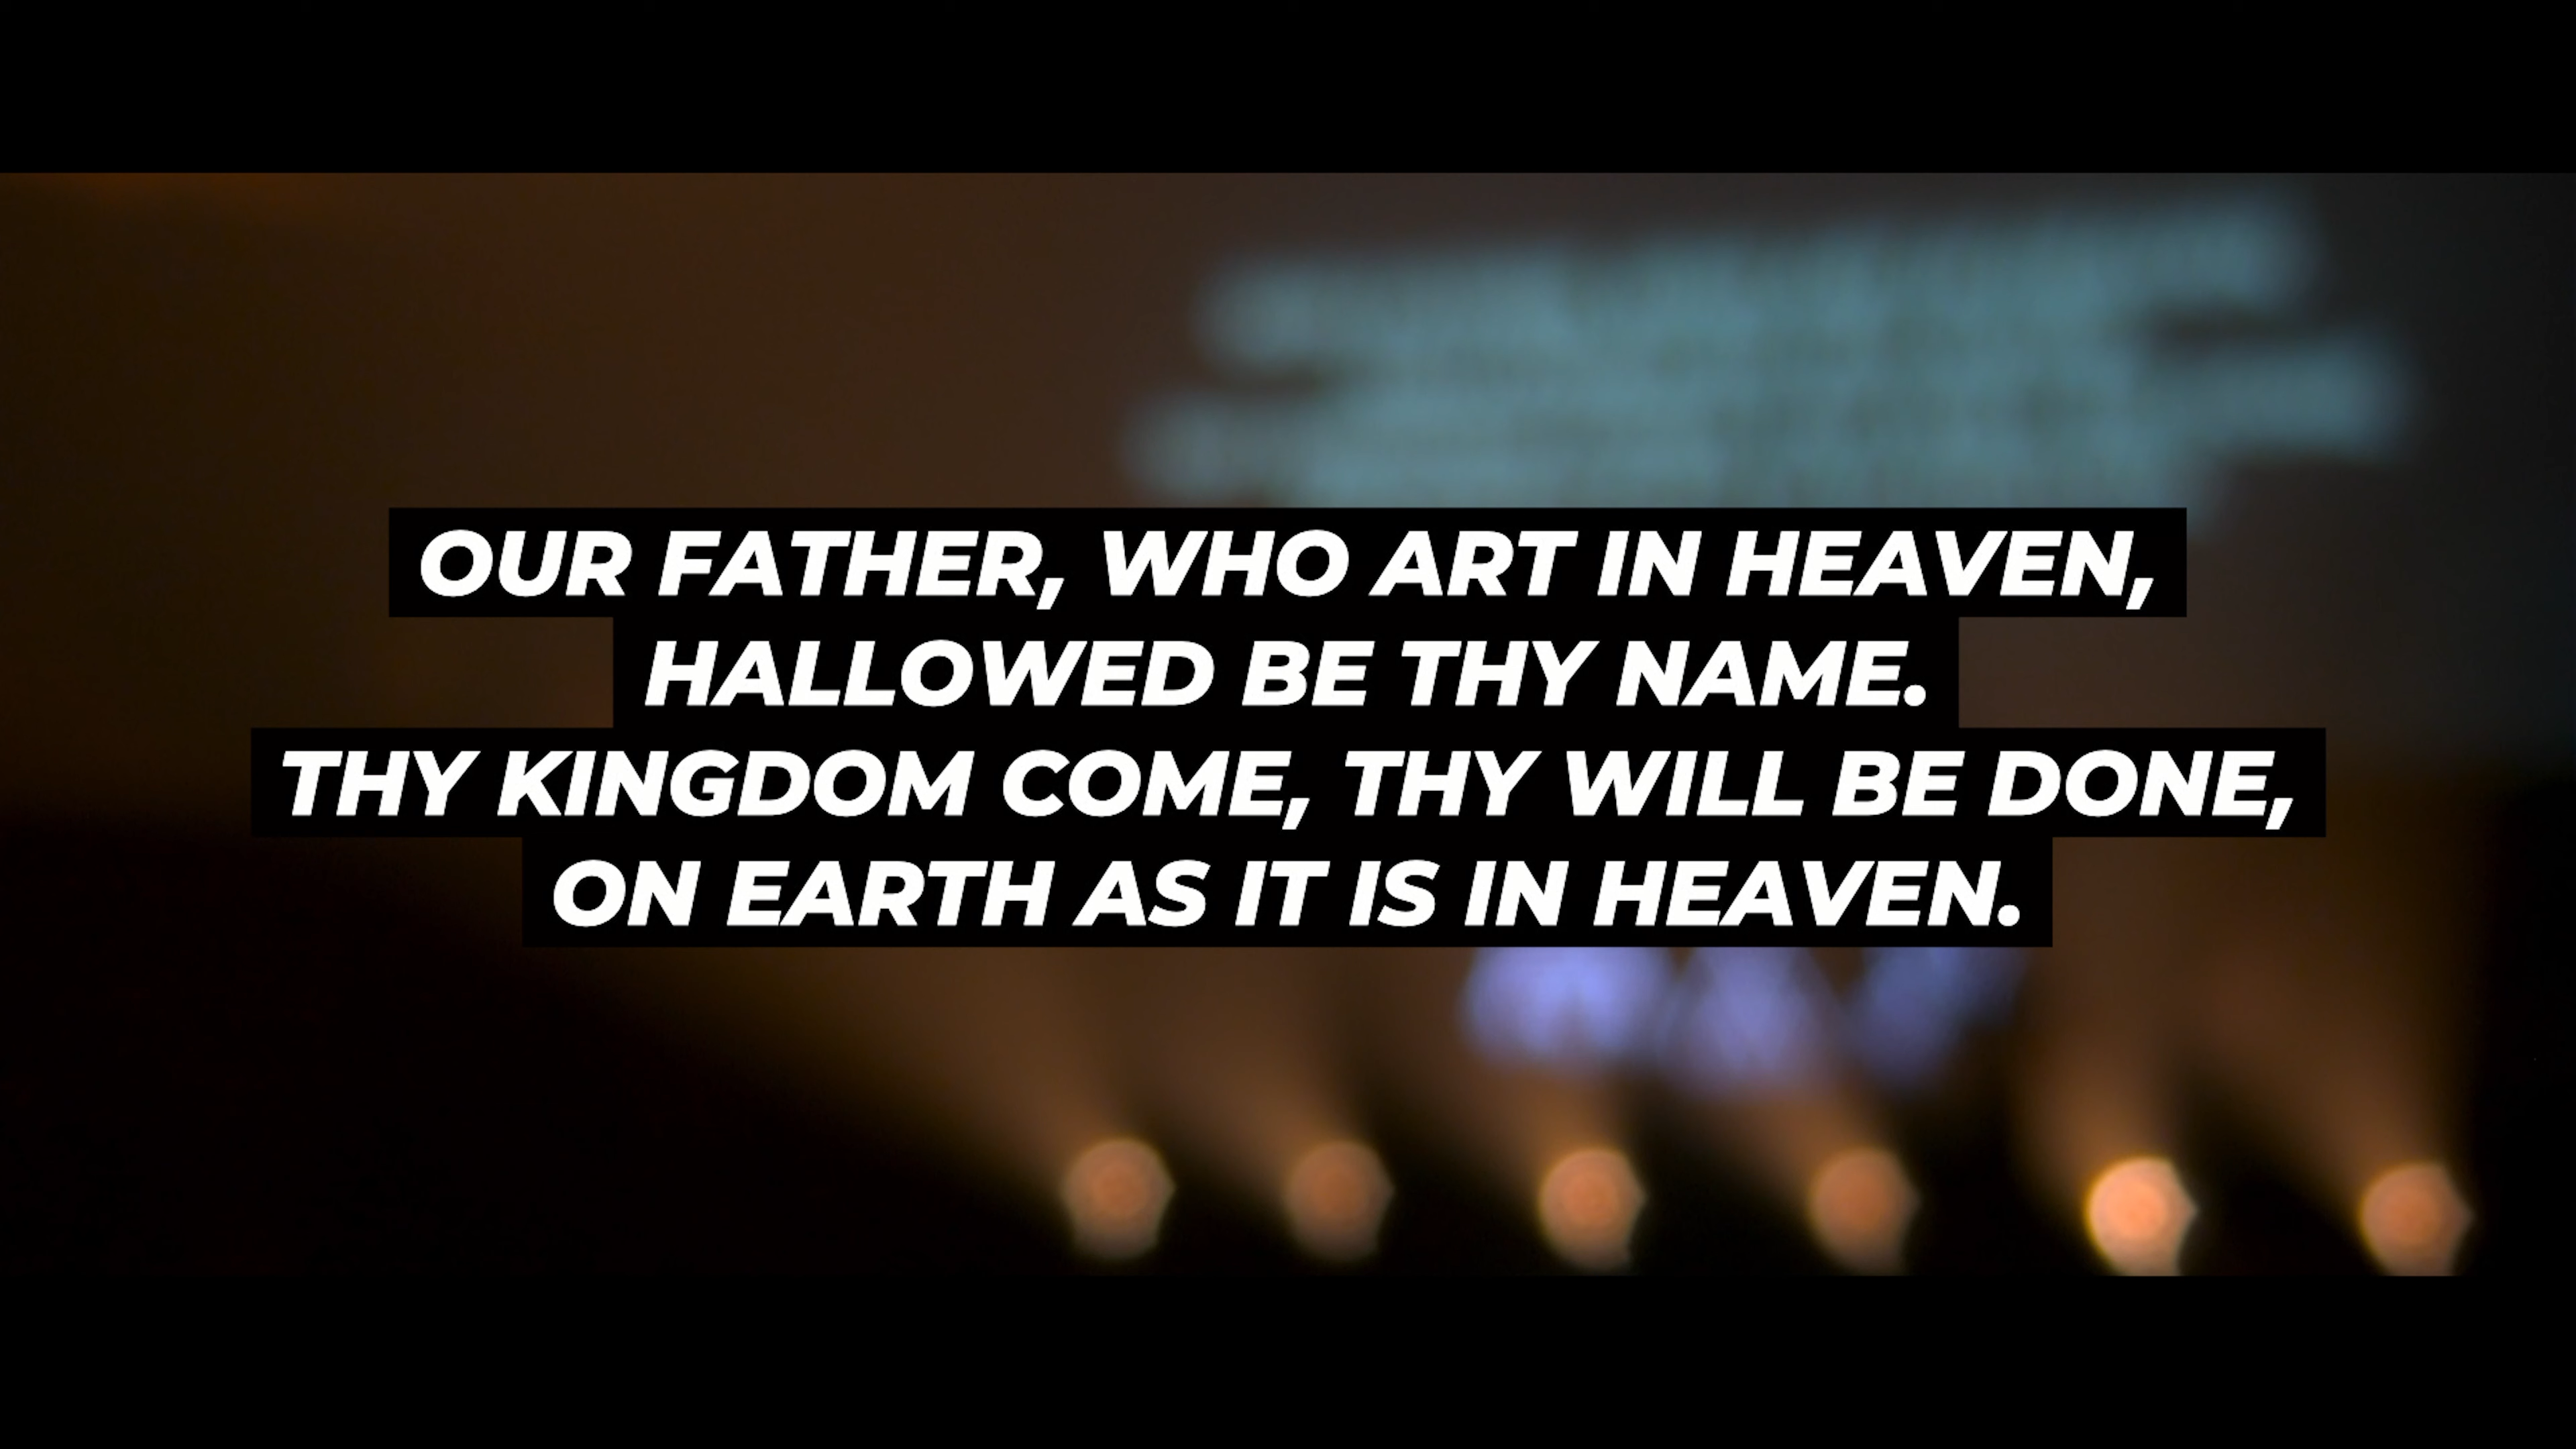 OUR FATHER, WHO ART IN HEAVEN,
HALLOWED BE THY NAME.
THY KINGDOM COME, THY WILL BE DONE,
ON EARTH AS IT IS IN HEAVEN.